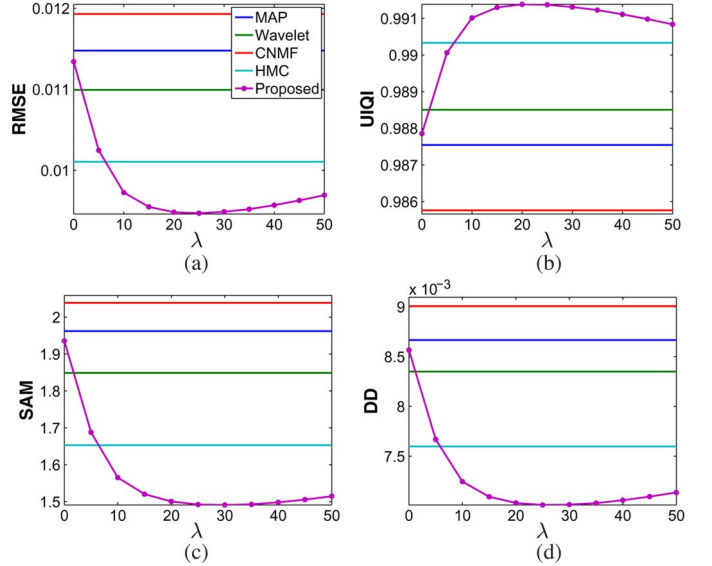 0.012
0.011
0.01
RMSE
MAP
Wavelet
CNMF
HMC
Proposed
0 10 20 30 40 50
λ
(a)
0.991
0.99
0.989
0.988
0.987
0.986
UIQI
0 10 20 30 40 50
λ
(b)
2
1.9
1.8
1.7
1.6
1.5
SAM
0 10 20 30 40 50
λ
(c)
x 10⁻³
9
8.5
8
7.5
DD
0 10 20 30 40 50
λ
(d)